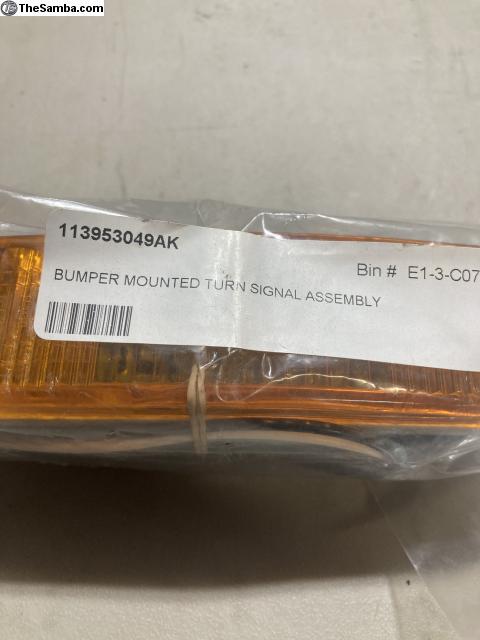 TheSamba.com
113953049AK
Bin # E1-3-C07
BUMPER MOUNTED TURN SIGNAL ASSEMBLY